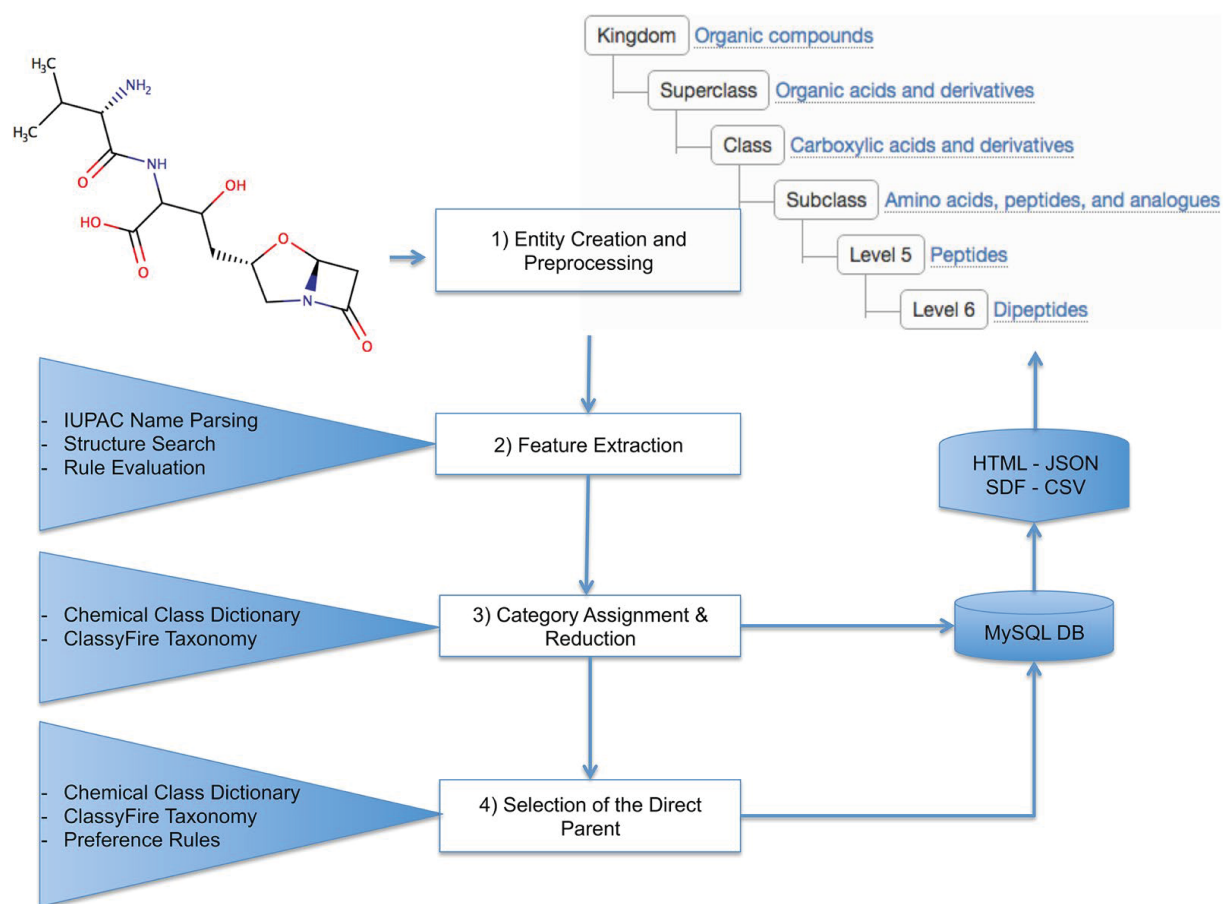 H₃C
NH₂
H₃C
O
NH
OH
HO
O
O
N
O
Kingdom Organic compounds
Superclass Organic acids and derivatives
Class Carboxylic acids and derivatives
Subclass Amino acids, peptides, and analogues
Level 5 Peptides
Level 6 Dipeptides
1) Entity Creation and
Preprocessing
- IUPAC Name Parsing
- Structure Search
- Rule Evaluation
2) Feature Extraction
HTML - JSON
SDF - CSV
- Chemical Class Dictionary
- ClassyFire Taxonomy
3) Category Assignment &
Reduction
MySQL DB
- Chemical Class Dictionary
- ClassyFire Taxonomy
- Preference Rules
4) Selection of the Direct
Parent